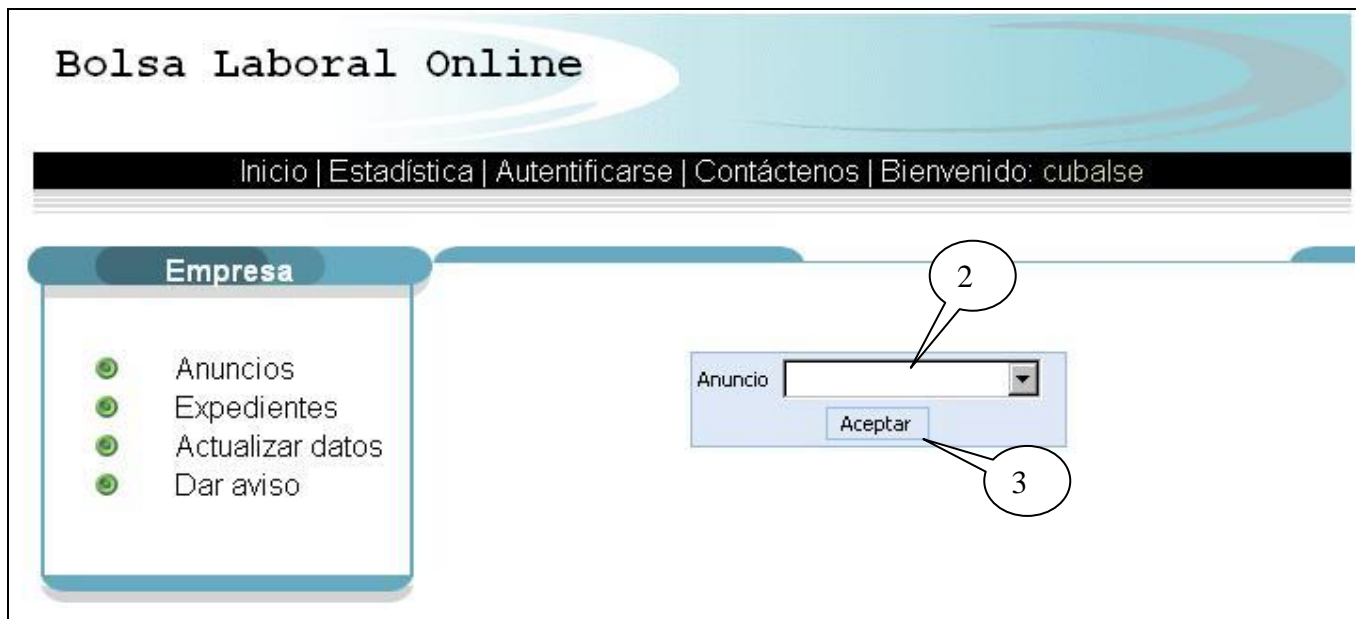 Bolsa Laboral Online
Inicio | Estadística | Autentificarse | Contáctenos | Bienvenido: cubalse
Empresa
Anuncios
Expedientes
Actualizar datos
Dar aviso
2
Anuncio
Aceptar
3